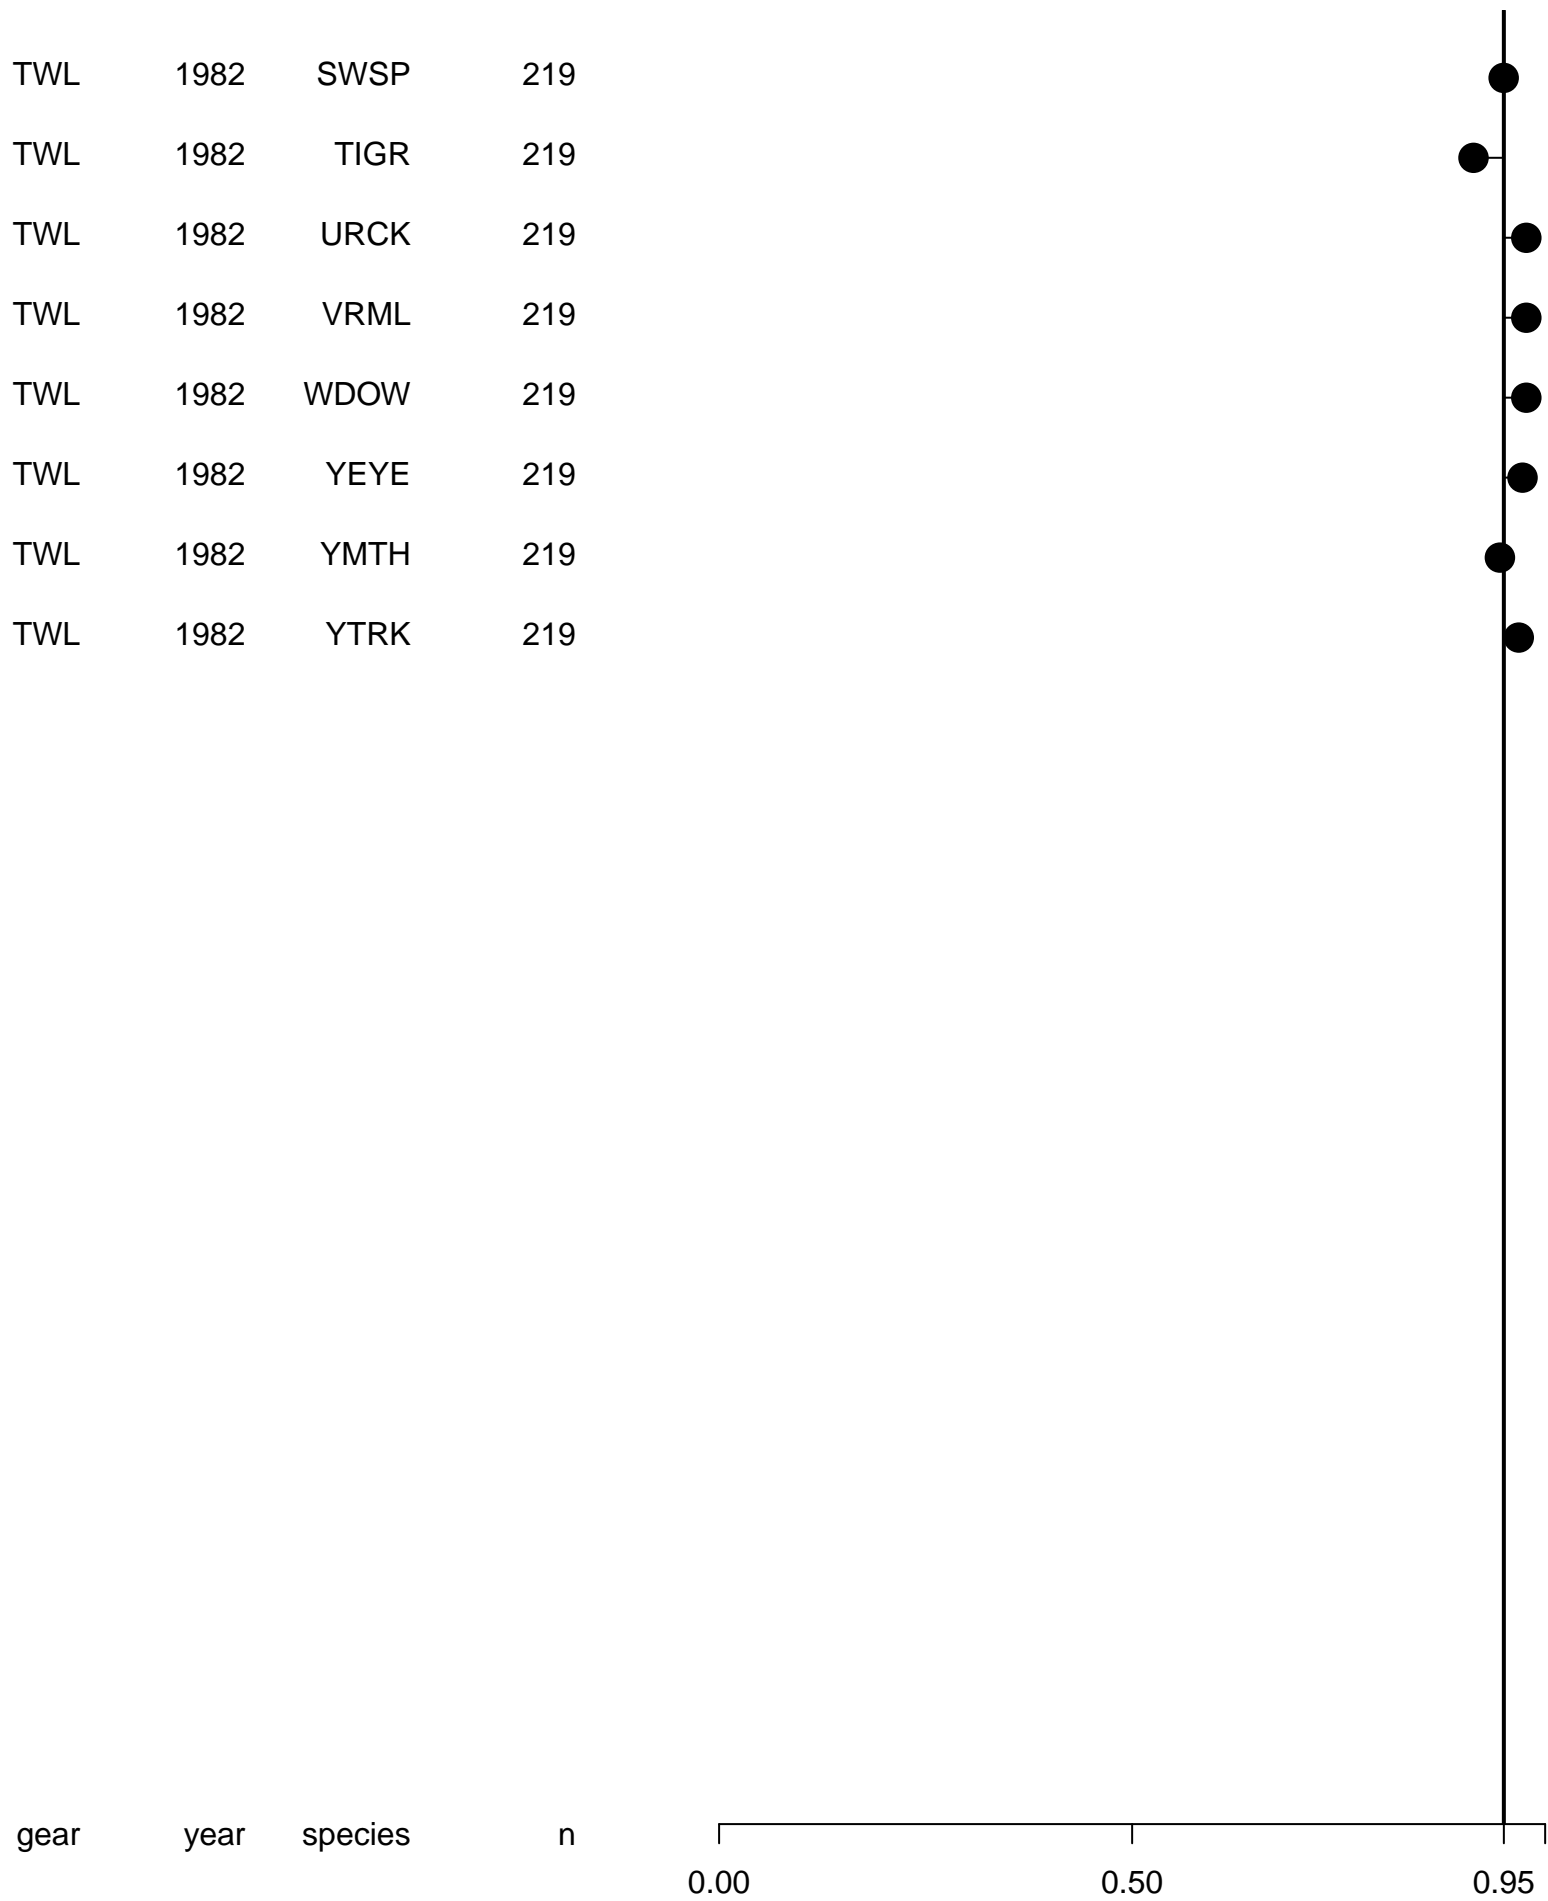 TWL 1982 SWSP 219
TWL 1982 TIGR 219
TWL 1982 URCK 219
TWL 1982 VRML 219
TWL 1982 WDOW 219
TWL 1982 YEYE 219
TWL 1982 YMTH 219
TWL 1982 YTRK 219
gear year species n
0.00 0.50 0.95